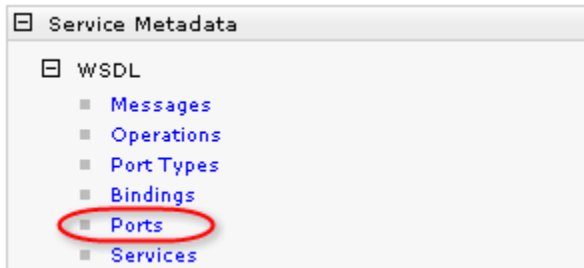 Service Metadata
WSDL
Messages
Operations
Port Types
Bindings
Ports
Services